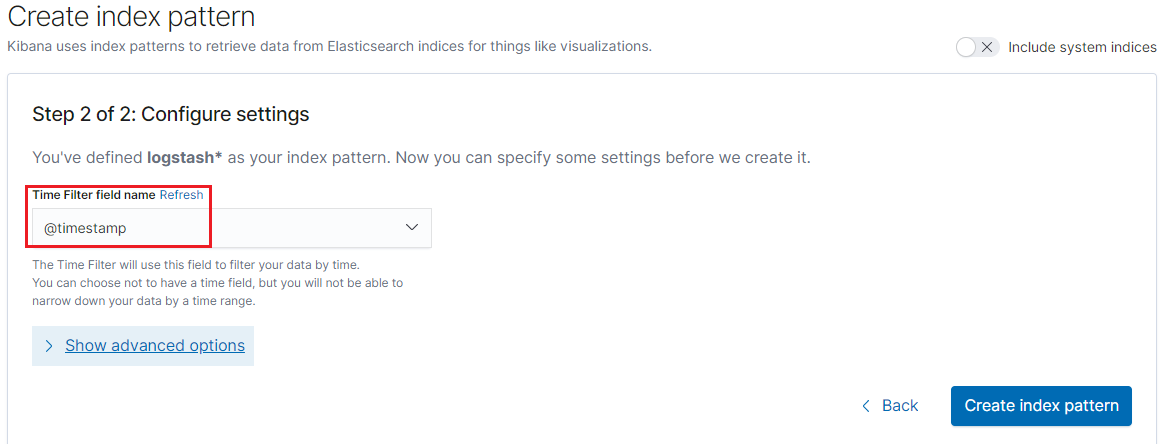 Create index pattern
Kibana uses index patterns to retrieve data from Elasticsearch indices for things like visualizations.
Include system indices
Step 2 of 2: Configure settings
You've defined logstash* as your index pattern. Now you can specify some settings before we create it.
Time Filter field name Refresh
@timestamp
The Time Filter will use this field to filter your data by time.
You can choose not to have a time field, but you will not be able to
narrow down your data by a time range.
Show advanced options
Back
Create index pattern